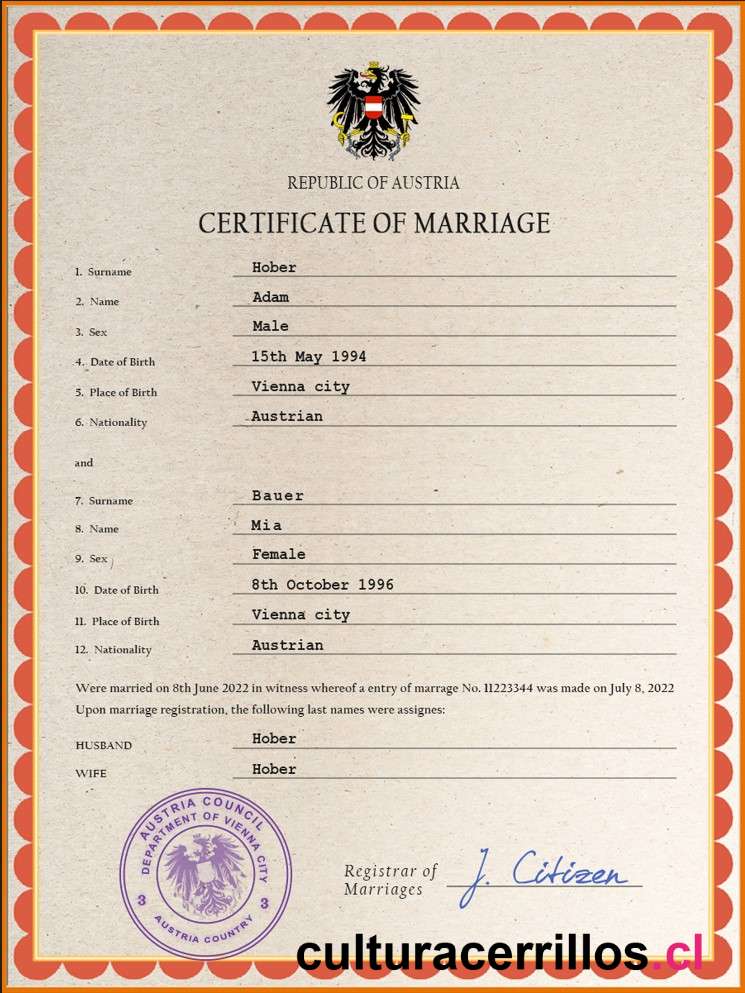 REPUBLIC OF AUSTRIA
CERTIFICATE OF MARRIAGE
1. Surname Hober
2. Name Adam
3. Sex Male
4. Date of Birth 15th May 1994
5. Place of Birth Vienna city
6. Nationality Austrian
and
7. Surname Bauer
8. Name Mia
9. Sex Female
10. Date of Birth 8th October 1996
11. Place of Birth Vienna city
12. Nationality Austrian
Were married on 8th June 2022 in witness whereof a entry of marrage No. 11223344 was made on July 8, 2022
Upon marriage registration, the following last names were assignes:
HUSBAND Hober
WIFE Hober
AUSTRIA COUNCIL
DEPARTMENT OF VIENNA CITY
3 3
AUSTRIA COUNTRY
Registrar of
Marriages
J. Citizen
culturacerrillos.cl